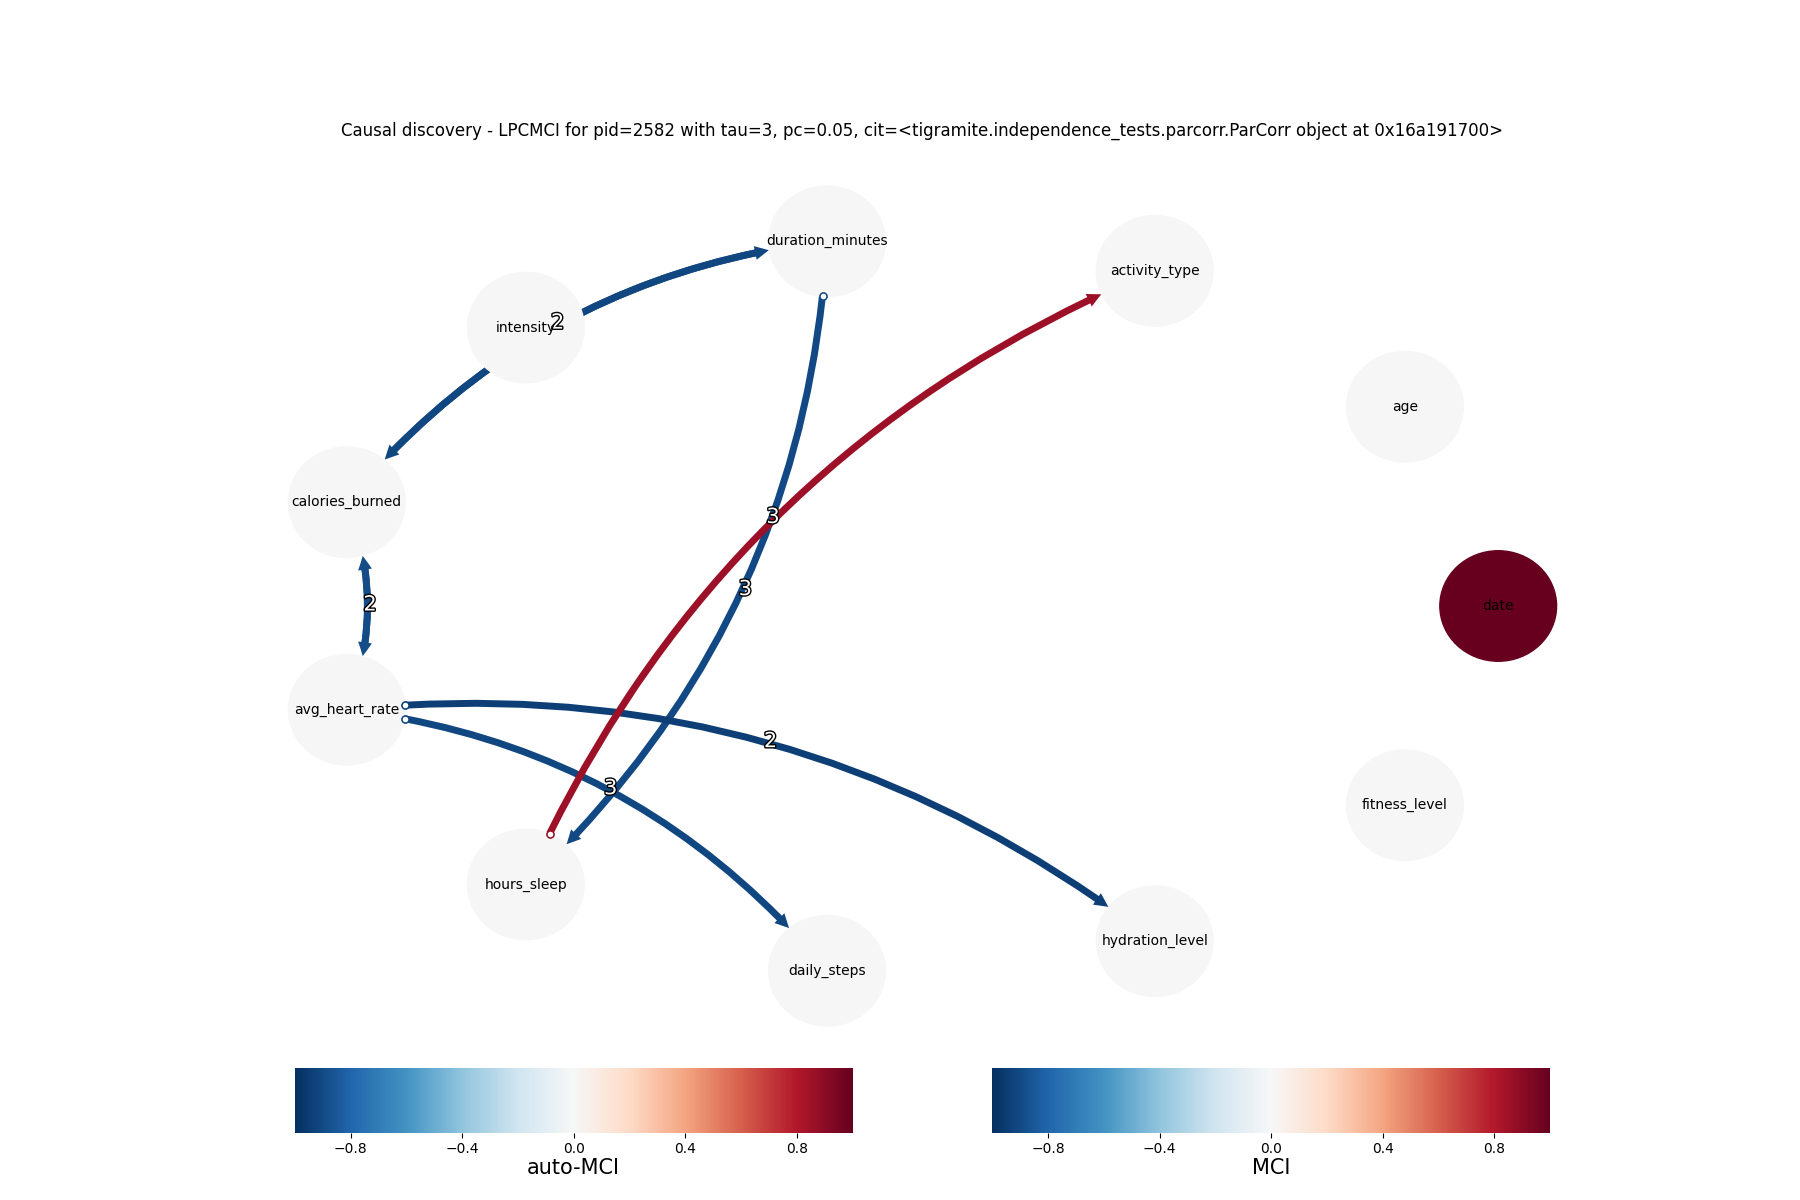 Causal discovery - LPCMCI for pid=2582 with tau=3, pc=0.05, cit=<tigramite.independence_tests.parcorr.ParCorr object at 0x16a191700>
duration_minutes
activity_type
intensity
2
age
calories_burned
3
3
2
date
avg_heart_rate
2
3
fitness_level
hours_sleep
hydration_level
daily_steps
−0.8 −0.4 0.0 0.4 0.8
auto-MCI
−0.8 −0.4 0.0 0.4 0.8
MCI